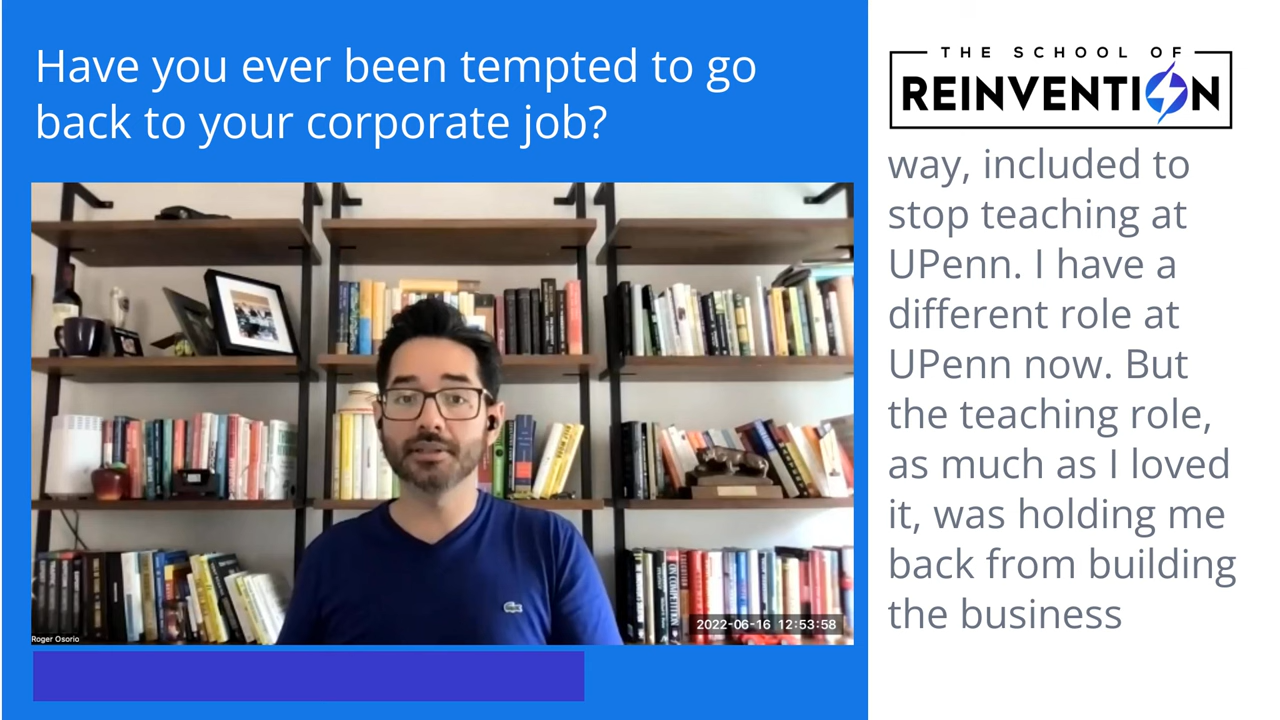 Have you ever been tempted to go
back to your corporate job?
THE SCHOOL OF
REINVENTION
way, included to
stop teaching at
UPenn. I have a
different role at
UPenn now. But
the teaching role,
as much as I loved
it, was holding me
back from building
the business
ON COMPETITION
2022-06-16 12:53:58
Roger Osorio